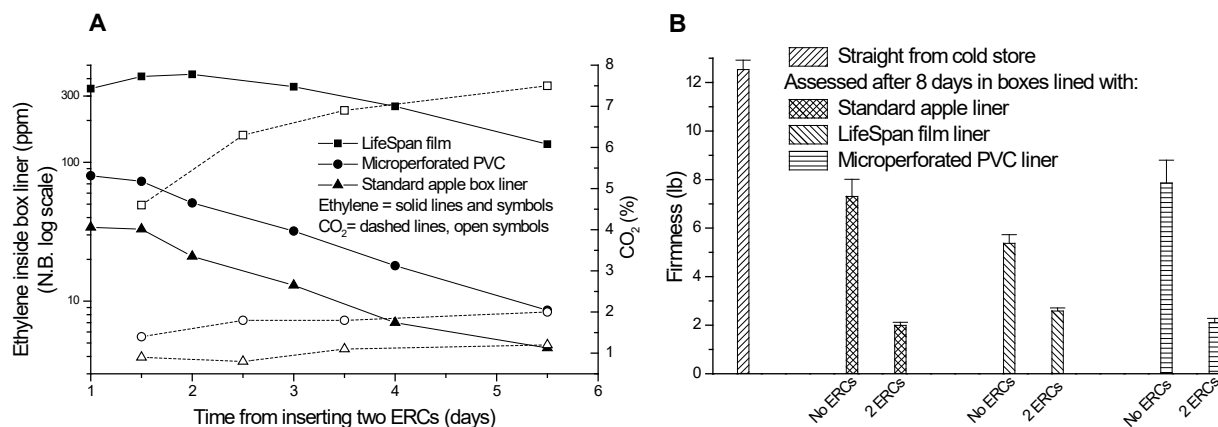 A
Ethylene inside box liner (ppm)
(N.B. log scale)
300
100
10
8
7
6
5
4
3
2
1
CO2 (%)
LifeSpan film
Microperforated PVC
Standard apple box liner
Ethylene = solid lines and symbols
CO2= dashed lines, open symbols
1 2 3 4 5 6
Time from inserting two ERCs (days)
B
Straight from cold store
Assessed after 8 days in boxes lined with:
Standard apple liner
LifeSpan film liner
Microperforated PVC liner
Firmness (lb)
12
10
8
6
4
2
0
No ERCs 2 ERCs No ERCs 2 ERCs No ERCs 2 ERCs